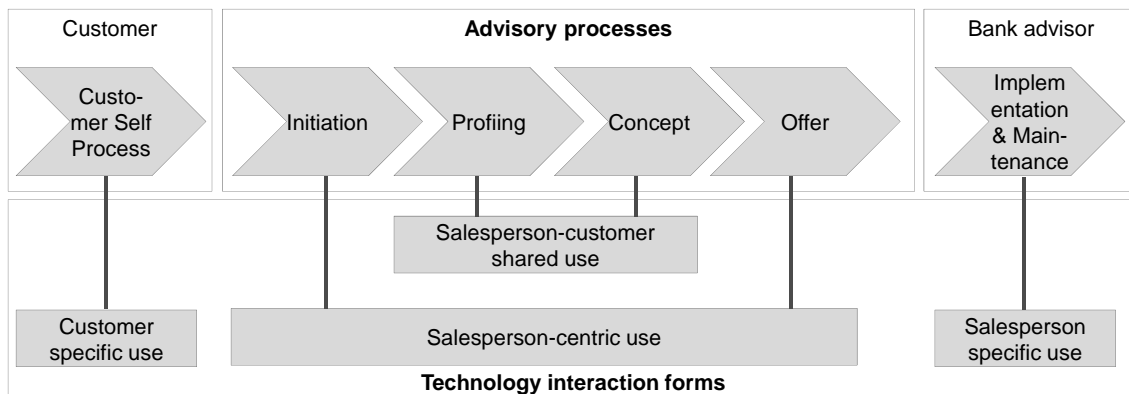 Customer
Advisory processes
Bank advisor
Custo-
mer Self
Process
Initiation
Profiing
Concept
Offer
Implem
entation
& Main-
tenance
Salesperson-customer
shared use
Customer
specific use
Salesperson-centric use
Salesperson
specific use
Technology interaction forms